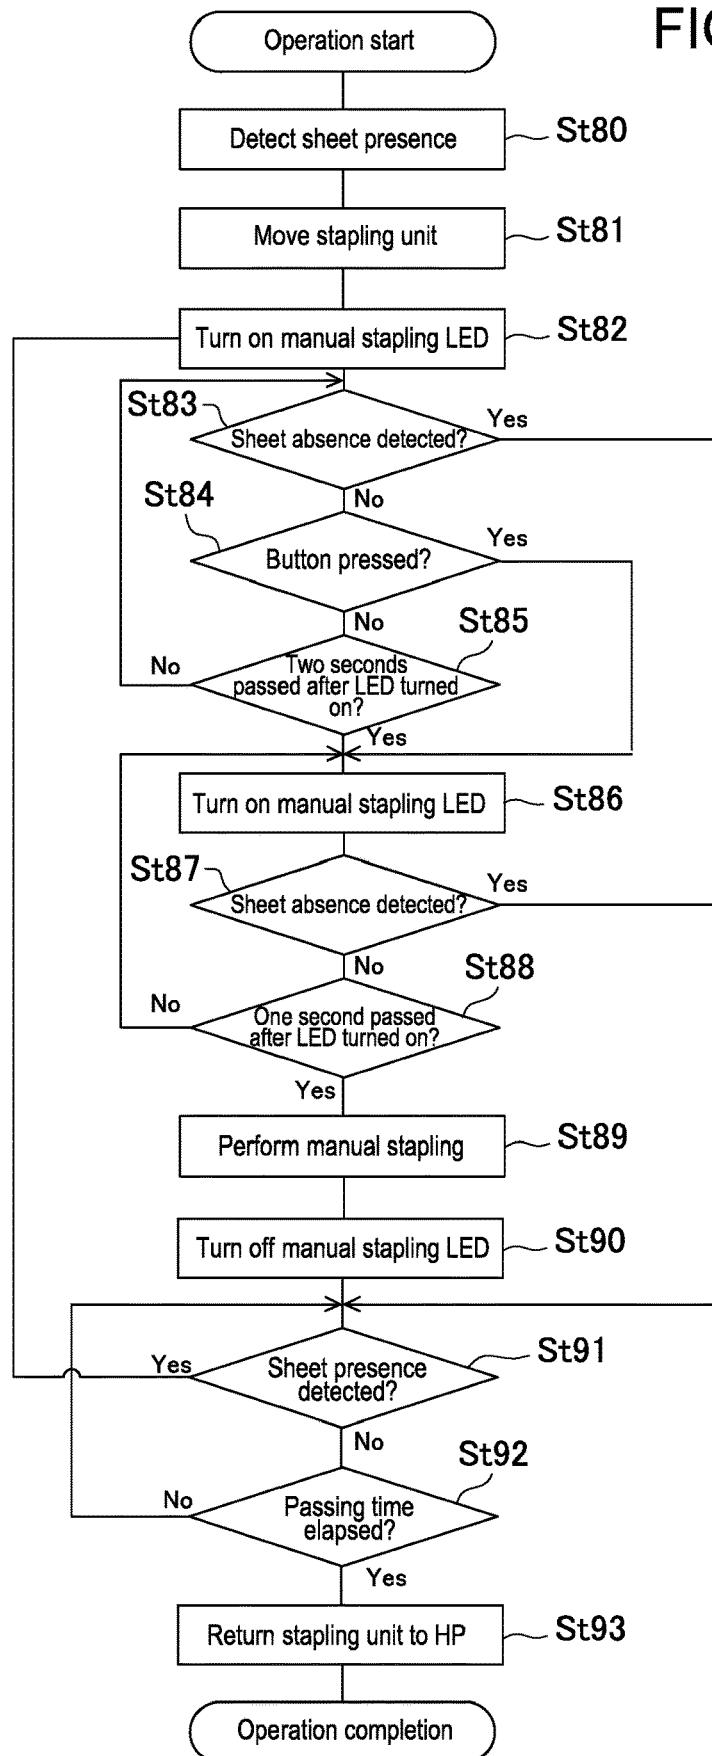 FIG
Operation start
Detect sheet presence
St80
Move stapling unit
St81
Turn on manual stapling LED
St82
St83
Sheet absence detected?
Yes
No
St84
Button pressed?
Yes
No
St85
Two seconds
passed after LED turned
on?
No
Yes
Turn on manual stapling LED
St86
St87
Sheet absence detected?
Yes
No
St88
One second passed
after LED turned on?
No
Yes
Perform manual stapling
St89
Turn off manual stapling LED
St90
St91
Sheet presence
detected?
Yes
No
St92
Passing time
elapsed?
No
Yes
Return stapling unit to HP
St93
Operation completion